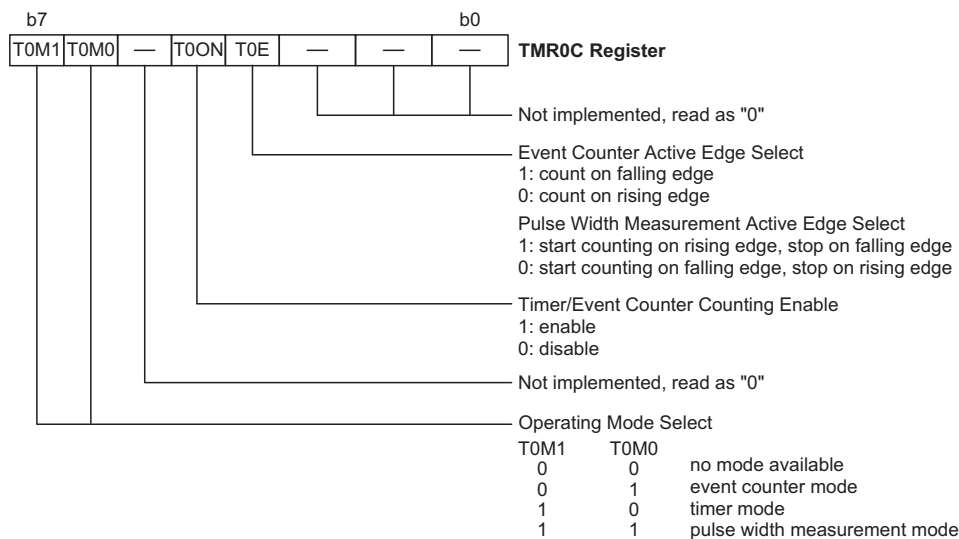 b7 b0
T0M1 T0M0 — T0ON T0E — — — TMR0C Register
Not implemented, read as "0"
Event Counter Active Edge Select
1: count on falling edge
0: count on rising edge
Pulse Width Measurement Active Edge Select
1: start counting on rising edge, stop on falling edge
0: start counting on falling edge, stop on rising edge
Timer/Event Counter Counting Enable
1: enable
0: disable
Not implemented, read as "0"
Operating Mode Select
T0M1 T0M0
0 0 no mode available
0 1 event counter mode
1 0 timer mode
1 1 pulse width measurement mode